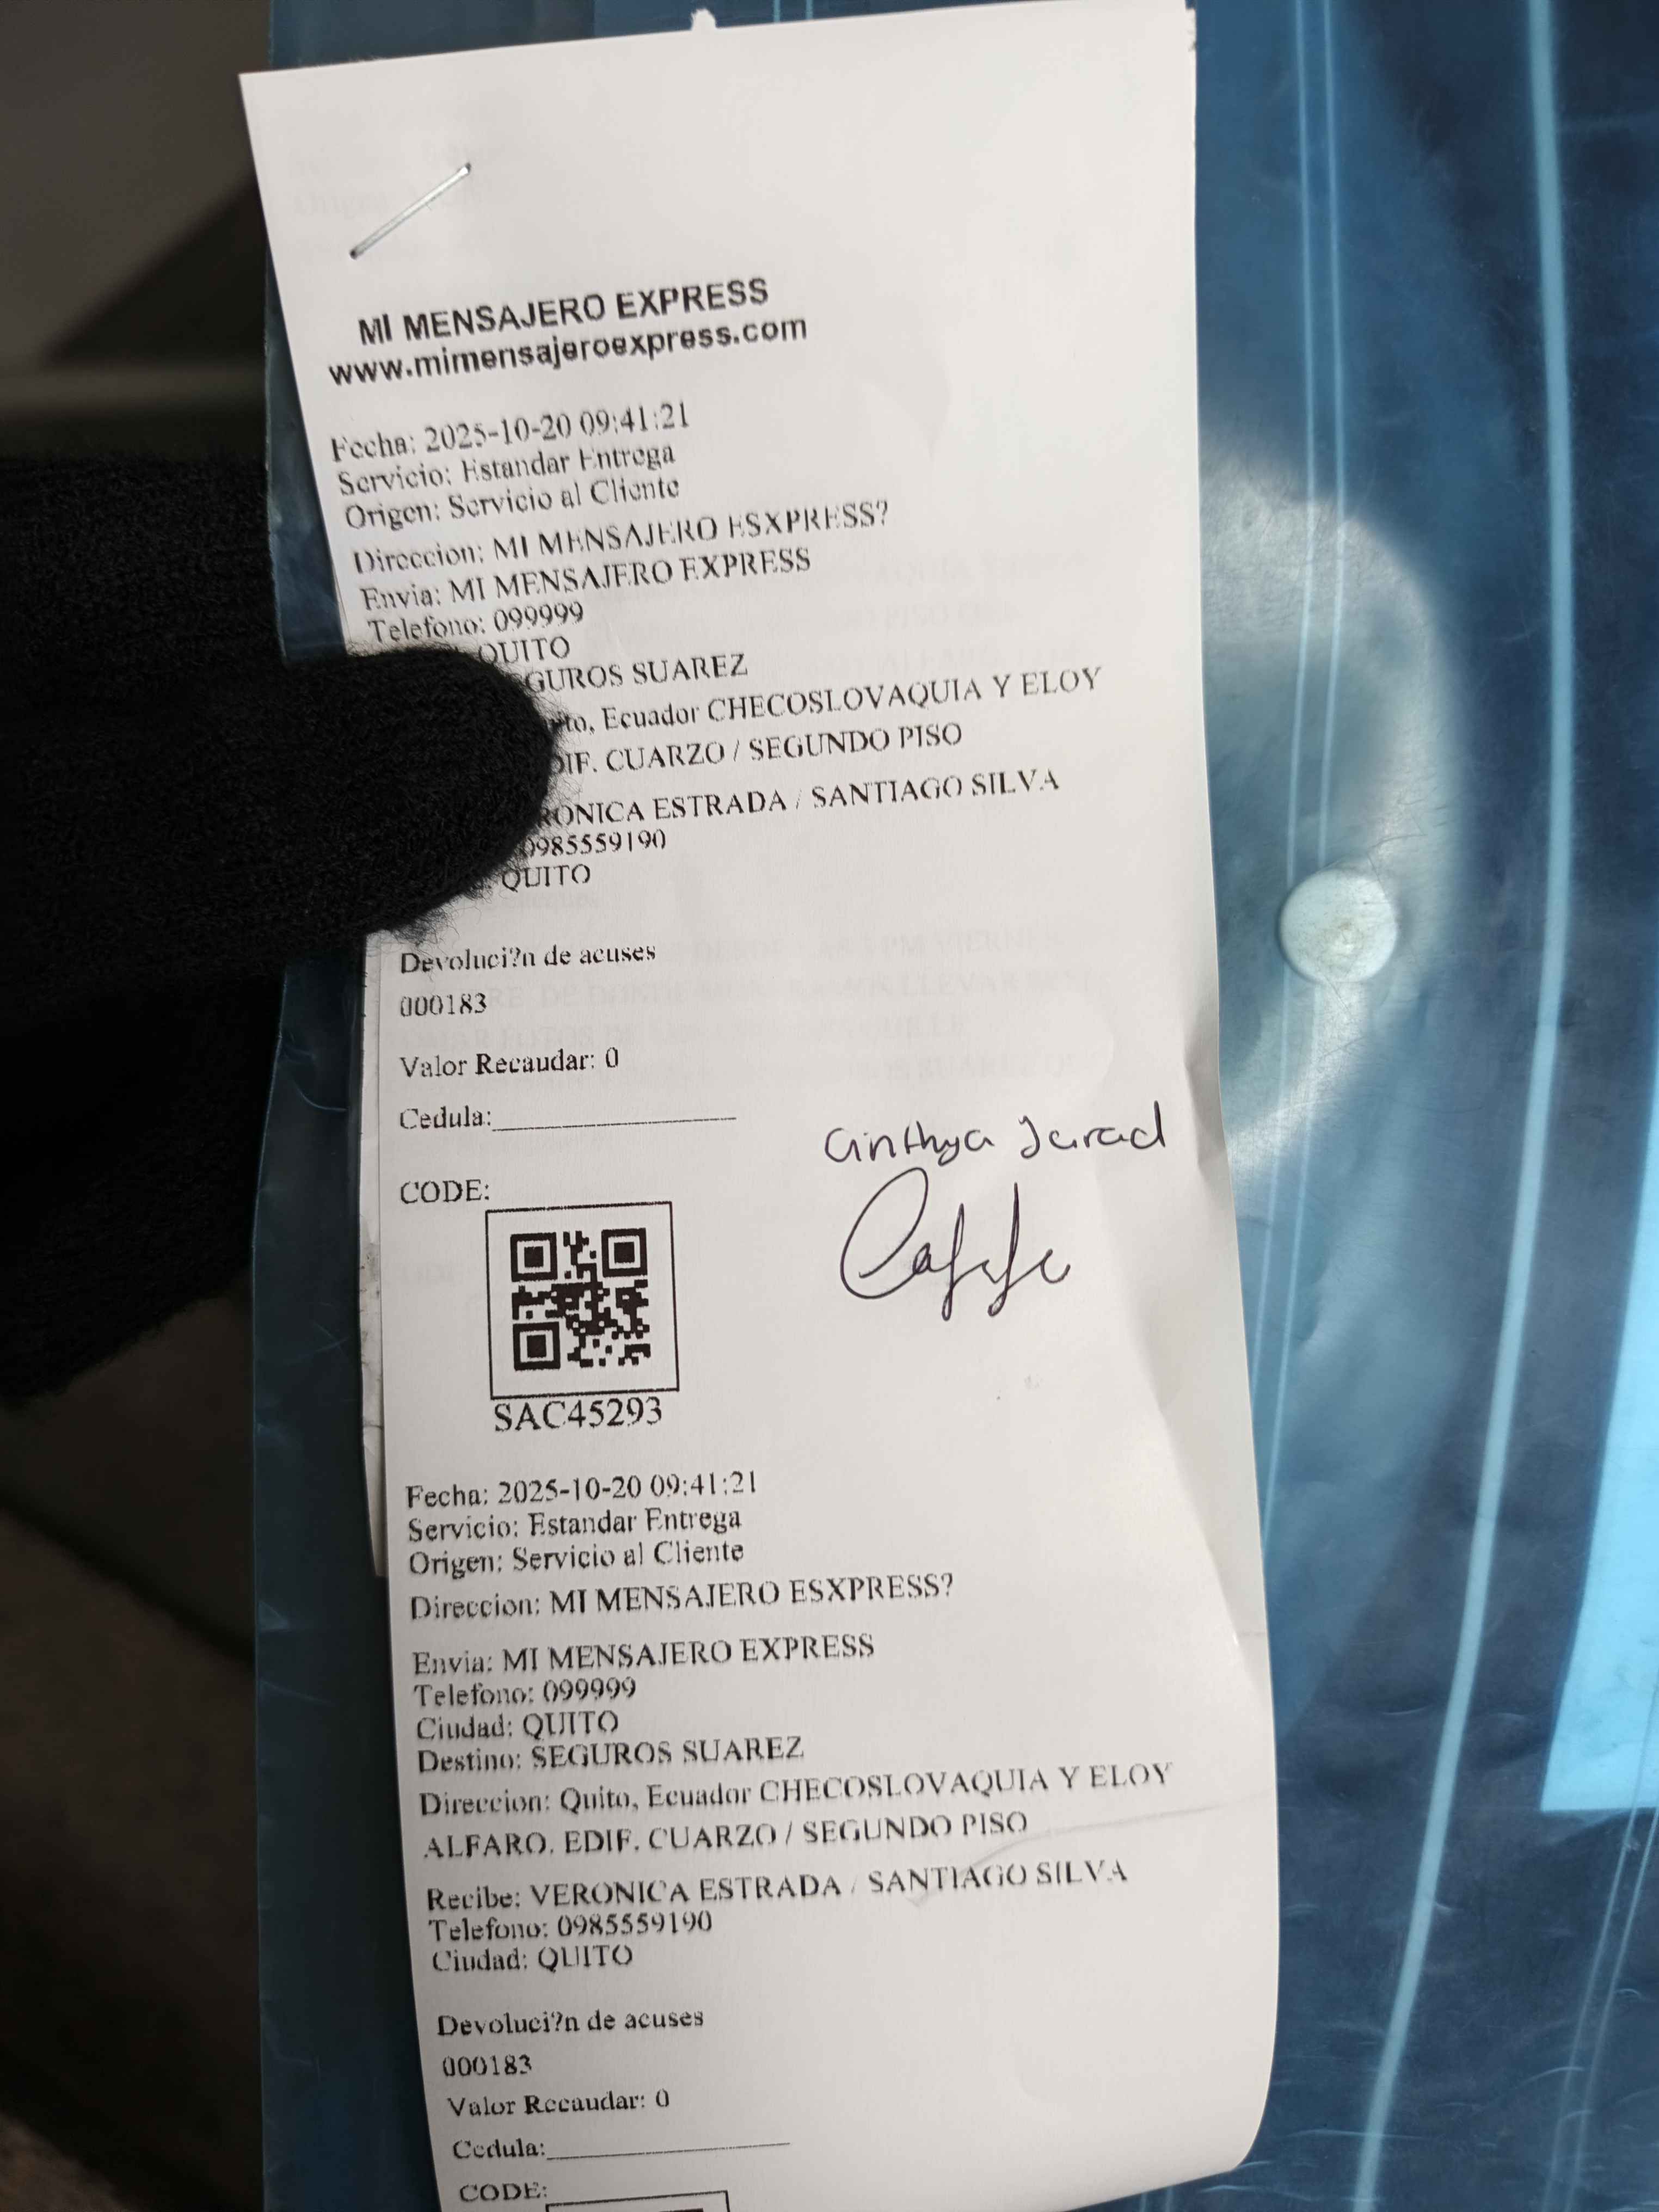 MI MENSAJERO EXPRESS
www.mimensajeroexpress.com
Fecha: 2025-10-20 09:41:21
Servicio: Estandar Entrega
Origen: Servicio al Cliente
Direccion: MI MENSAJERO ESXPRESS?
Envia: MI MENSAJERO EXPRESS
Telefono: 099999
QUITO
GUROS SUAREZ
to, Ecuador CHECOSLOVAQUIA Y ELOY
DIF. CUARZO / SEGUNDO PISO
RONICA ESTRADA / SANTIAGO SILVA
0985559190
QUITO
Devoluci?n de acuses
000183
Valor Recaudar: 0
Cedula:
Cinthya
CODE:
SAC45293
Fecha: 2025-10-20 09:41:21
Servicio: Estandar Entrega
Origen: Servicio al Cliente
Direccion: MI MENSAJERO ESXPRESS?
Envia: MI MENSAJERO EXPRESS
Telefono: 099999
Ciudad: QUITO
Destino: SEGUROS SUAREZ
Direccion: Quito, Ecuador CHECOSLOVAQUIA Y ELOY
ALFARO. EDIF. CUARZO / SEGUNDO PISO
Recibe: VERONICA ESTRADA / SANTIAGO SILVA
Telefono: 0985559190
Ciudad: QUITO
Devoluci?n de acuses
000183
Valor Recaudar: 0
Cedula:
CODE: